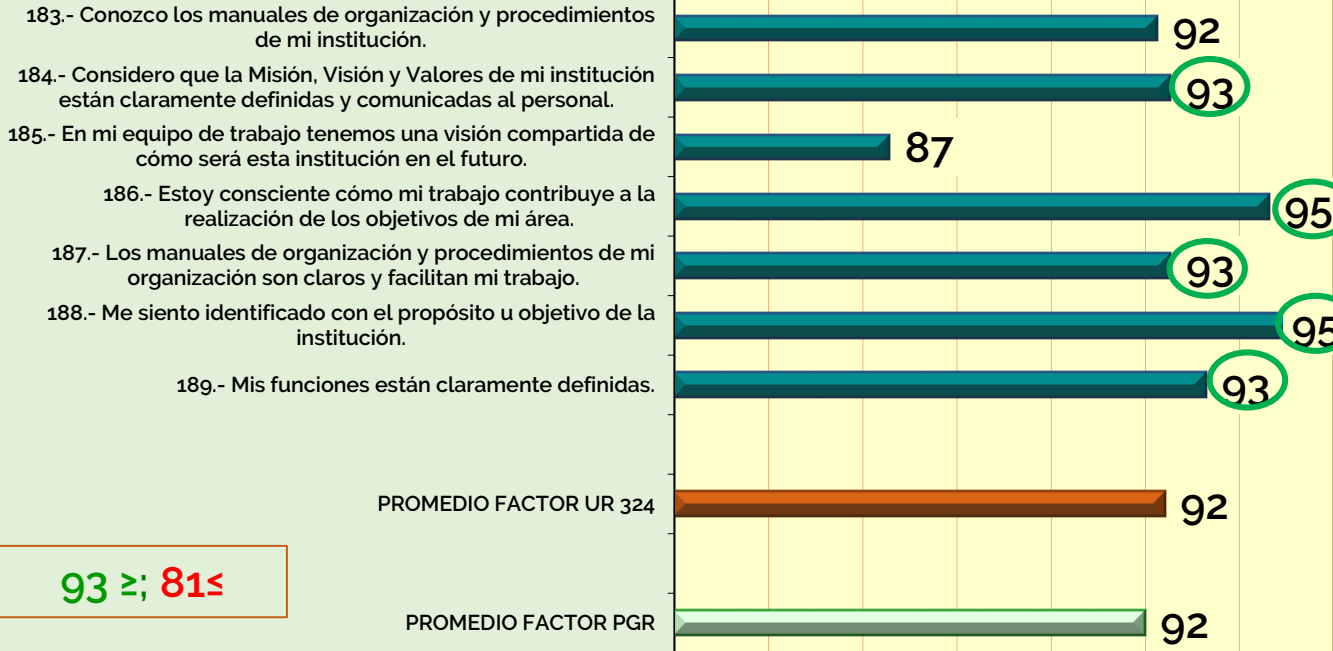 183.- Conozco los manuales de organización y procedimientos
de mi institución.
92
184.- Considero que la Misión, Visión y Valores de mi institución
están claramente definidas y comunicadas al personal.
93
185.- En mi equipo de trabajo tenemos una visión compartida de
cómo será esta institución en el futuro.
87
186.- Estoy consciente cómo mi trabajo contribuye a la
realización de los objetivos de mi área.
95
187.- Los manuales de organización y procedimientos de mi
organización son claros y facilitan mi trabajo.
93
188.- Me siento identificado con el propósito u objetivo de la
institución.
95
189.- Mis funciones están claramente definidas.
93
PROMEDIO FACTOR UR 324
92
93 ≥; 81≤
PROMEDIO FACTOR PGR
92